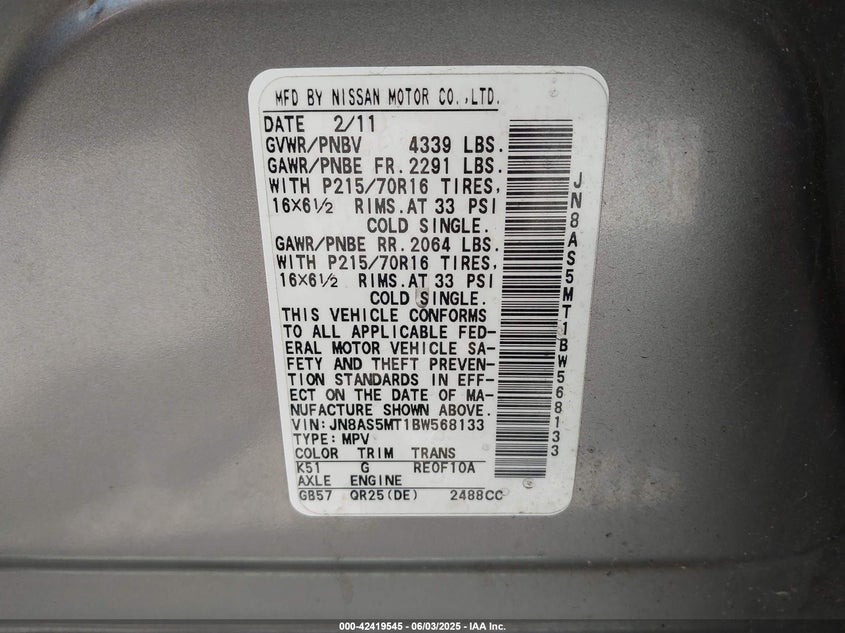 MFD BY NISSAN MOTOR CO.,LTD.
DATE 2/11
GVWR/PNBV 4339 LBS.
GAWR/PNBE FR.2291 LBS.
WITH P215/70R16 TIRES,
16X6½ RIMS.AT 33 PSI
COLD SINGLE.
GAWR/PNBE RR.2064 LBS.
WITH P215/70R16 TIRES,
16X6½ RIMS.AT 33 PSI
COLD SINGLE.
THIS VEHICLE CONFORMS
TO ALL APPLICABLE FED-
ERAL MOTOR VEHICLE SA-
FETY AND THEFT PREVEN-
TION STANDARDS IN EFF-
ECT ON THE DATE OF MA-
NUFACTURE SHOWN ABOVE.
VIN:JN8AS5MT1BW568133
TYPE:MPV
COLOR TRIM TRANS
K51 G RE0F10A
AXLE ENGINE
GB57 QR25(DE) 2488CC
JN8AS5MT1BW568133
000-42419545 - 06/03/2025 - IAA Inc.